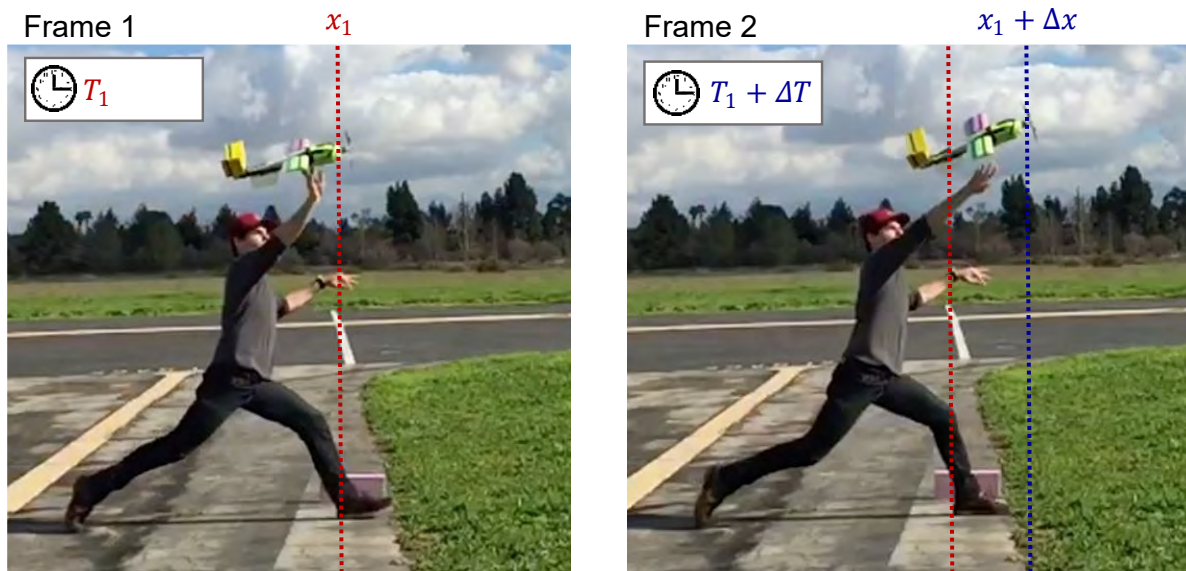 Frame 1
x₁
T₁
Frame 2
x₁ + Δx
T₁ + ΔT